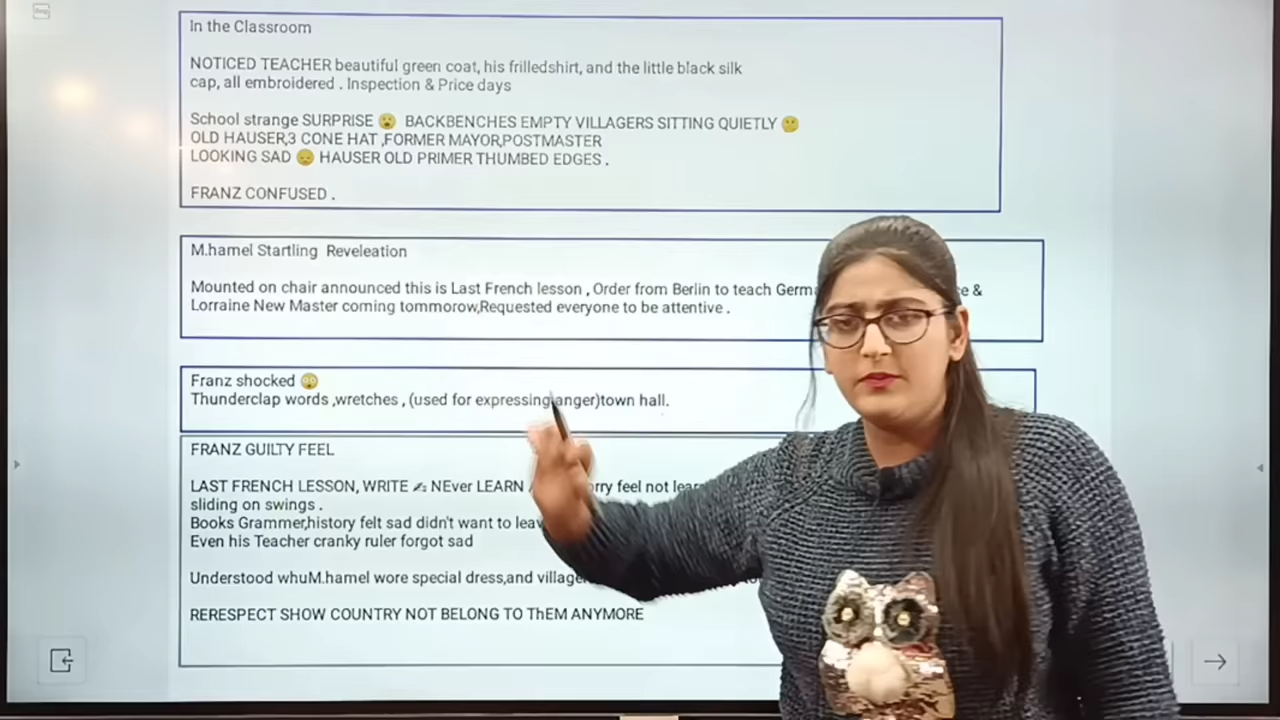 In the Classroom
NOTICED TEACHER beautiful green coat, his frilledshirt, and the little black silk
cap, all embroidered . Inspection & Price days
School strange SURPRISE 😮 BACKBENCHES EMPTY VILLAGERS SITTING QUIETLY 🤔
OLD HAUSER,3 CONE HAT ,FORMER MAYOR,POSTMASTER
LOOKING SAD 😔 HAUSER OLD PRIMER THUMBED EDGES .
FRANZ CONFUSED .
M.hamel Startling Reveleation
Mounted on chair announced this is Last French lesson , Order from Berlin to teach &
Lorraine New Master coming tommorow,Requested everyone to be attentive .
Franz shocked 😳
Thunderclap words ,wretches , (used for expressing anger)town hall.
FRANZ GUILTY FEEL
LAST FRENCH LESSON, WRITE ✍ NEver LEARN feel not
sliding on swings .
Books Grammer,history felt sad didn't want to
Even his Teacher cranky ruler forgot sad
Understood whuM.hamel wore special dress,and
RERESPECT SHOW COUNTRY NOT BELONG TO ThEM ANYMORE